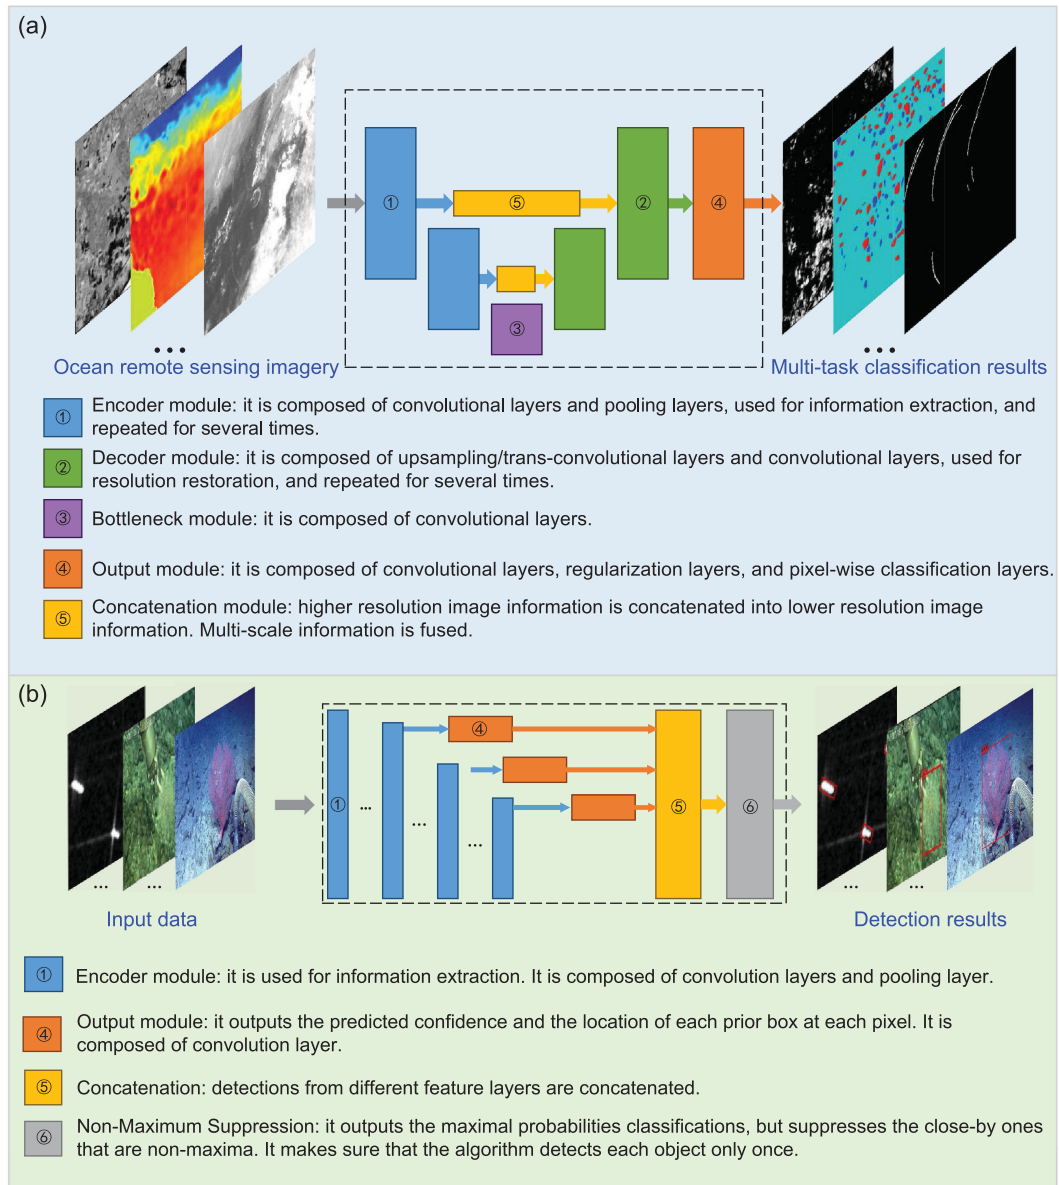 (a)
①
⑤
②
④
③
...
Ocean remote sensing imagery
...
Multi-task classification results
① Encoder module: it is composed of convolutional layers and pooling layers, used for information extraction, and
repeated for several times.
② Decoder module: it is composed of upsampling/trans-convolutional layers and convolutional layers, used for
resolution restoration, and repeated for several times.
③ Bottleneck module: it is composed of convolutional layers.
④ Output module: it is composed of convolutional layers, regularization layers, and pixel-wise classification layers.
⑤ Concatenation module: higher resolution image information is concatenated into lower resolution image
information. Multi-scale information is fused.
(b)
④
① ... ⑤ ⑥
...
...
... ...
... ...
Input data
Detection results
① Encoder module: it is used for information extraction. It is composed of convolution layers and pooling layer.
④ Output module: it outputs the predicted confidence and the location of each prior box at each pixel. It is
composed of convolution layer.
⑤ Concatenation: detections from different feature layers are concatenated.
⑥ Non-Maximum Suppression: it outputs the maximal probabilities classifications, but suppresses the close-by ones
that are non-maxima. It makes sure that the algorithm detects each object only once.